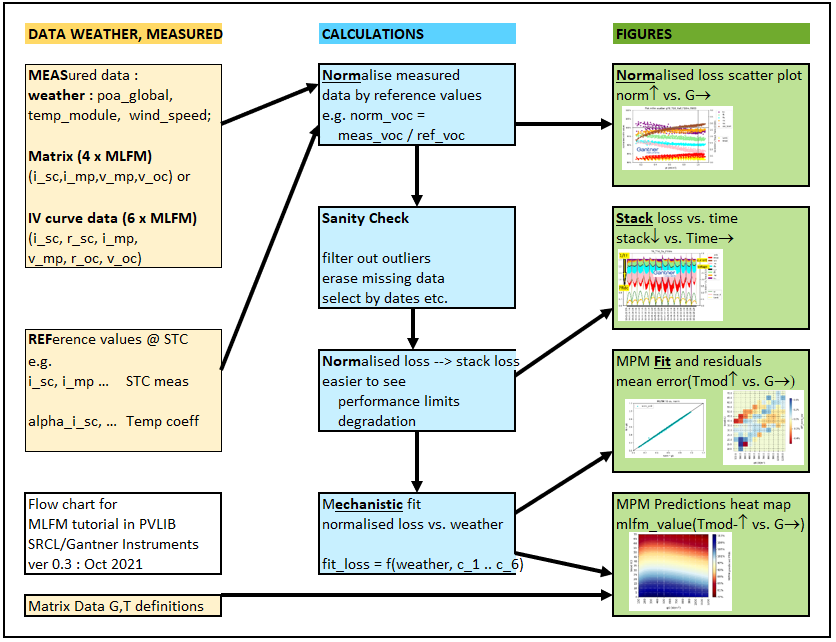 DATA WEATHER, MEASURED
MEASured data :
weather : poa_global,
temp_module, wind_speed;
Matrix (4 x MLFM)
(i_sc,i_mp,v_mp,v_oc) or
IV curve data (6 x MLFM)
(i_sc, r_sc, i_mp,
v_mp, r_oc, v_oc)
REFerence values @ STC
e.g.
i_sc, i_mp ... STC meas
alpha_i_sc, ... Temp coeff
Flow chart for
MLFM tutorial in PVLIB
SRCL/Gantner Instruments
ver 0.3 : Oct 2021
Matrix Data G,T definitions
CALCULATIONS
Normalise measured
data by reference values
e.g. norm_voc =
meas_voc / ref_voc
Sanity Check
filter out outliers
erase missing data
select by dates etc.
Normalised loss --> stack loss
easier to see
performance limits
degradation
Mechanistic fit
normalised loss vs. weather
fit_loss = f(weather, c_1 .. c_6)
FIGURES
Normalised loss scatter plot
norm↑ vs. G→
Gantner
Stack loss vs. time
stack↓ vs. Time→
Gantner
MPM Fit and residuals
mean error(Tmod↑ vs. G→)
MPM Predictions heat map
mlfm_value(Tmod-↑ vs. G→)